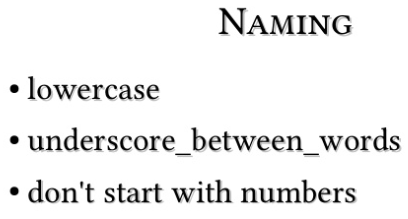 NAMING
• lowercase
• underscore_between_words
• don't start with numbers